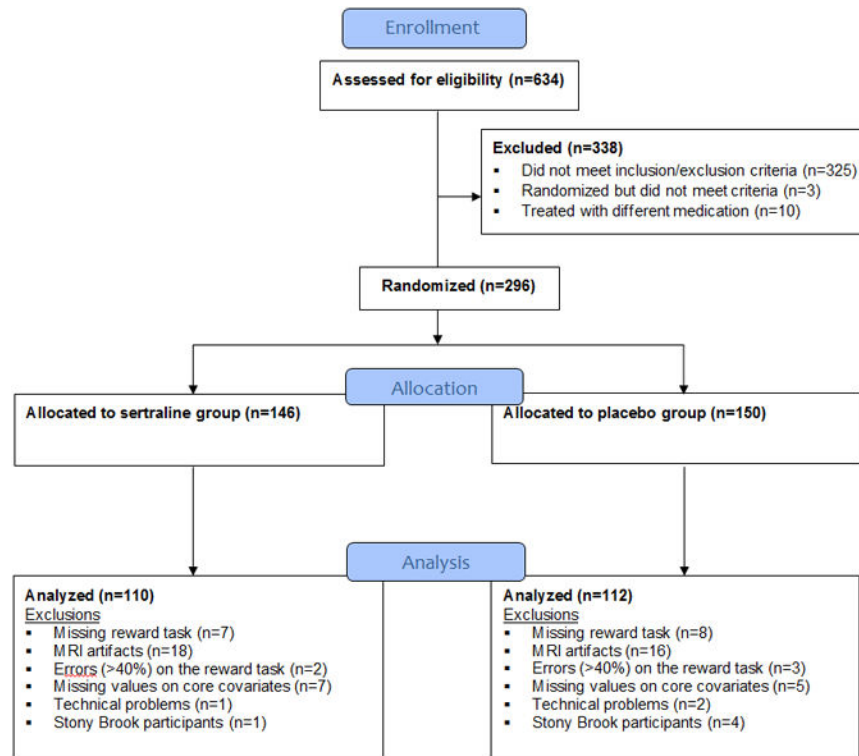 Enrollment
Assessed for eligibility (n=634)
Excluded (n=338)
▪ Did not meet inclusion/exclusion criteria (n=325)
▪ Randomized but did not meet criteria (n=3)
▪ Treated with different medication (n=10)
Randomized (n=296)
Allocation
Allocated to sertraline group (n=146)
Allocated to placebo group (n=150)
Analysis
Analyzed (n=110)
Exclusions
▪ Missing reward task (n=7)
▪ MRI artifacts (n=18)
▪ Errors (>40%) on the reward task (n=2)
▪ Missing values on core covariates (n=7)
▪ Technical problems (n=1)
▪ Stony Brook participants (n=1)
Analyzed (n=112)
Exclusions
▪ Missing reward task (n=8)
▪ MRI artifacts (n=16)
▪ Errors (>40%) on the reward task (n=3)
▪ Missing values on core covariates (n=5)
▪ Technical problems (n=2)
▪ Stony Brook participants (n=4)